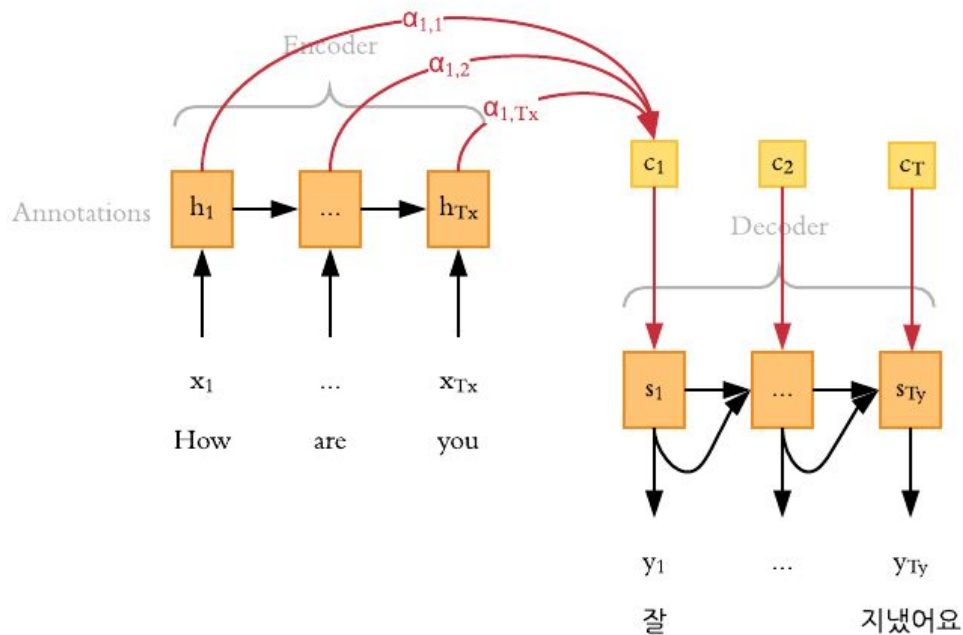 α1,1
Encoder
α1,2
α1,Tx
c1 c2 cT
Annotations h1 ... hTx
Decoder
x1 ... xTx
s1 ... sTy
How are you
y1 ... yTy
잘 지냈어요